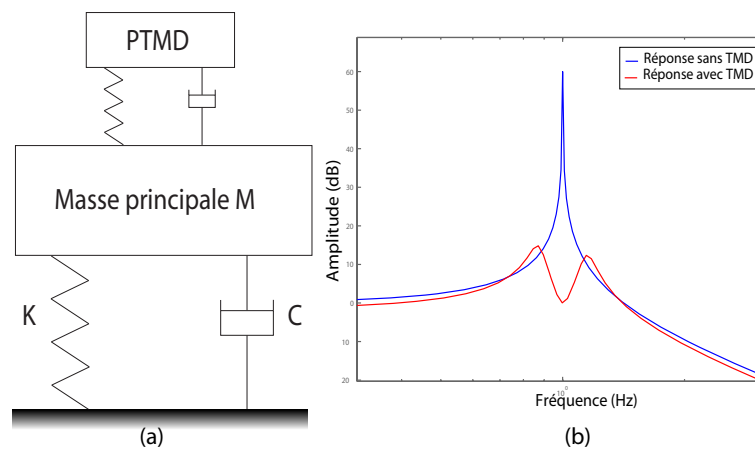 PTMD
Masse principale M
K
C
(a)
Réponse sans TMD
Réponse avec TMD
Amplitude (dB)
60
50
40
30
20
10
0
10
20
10⁰
Fréquence (Hz)
(b)